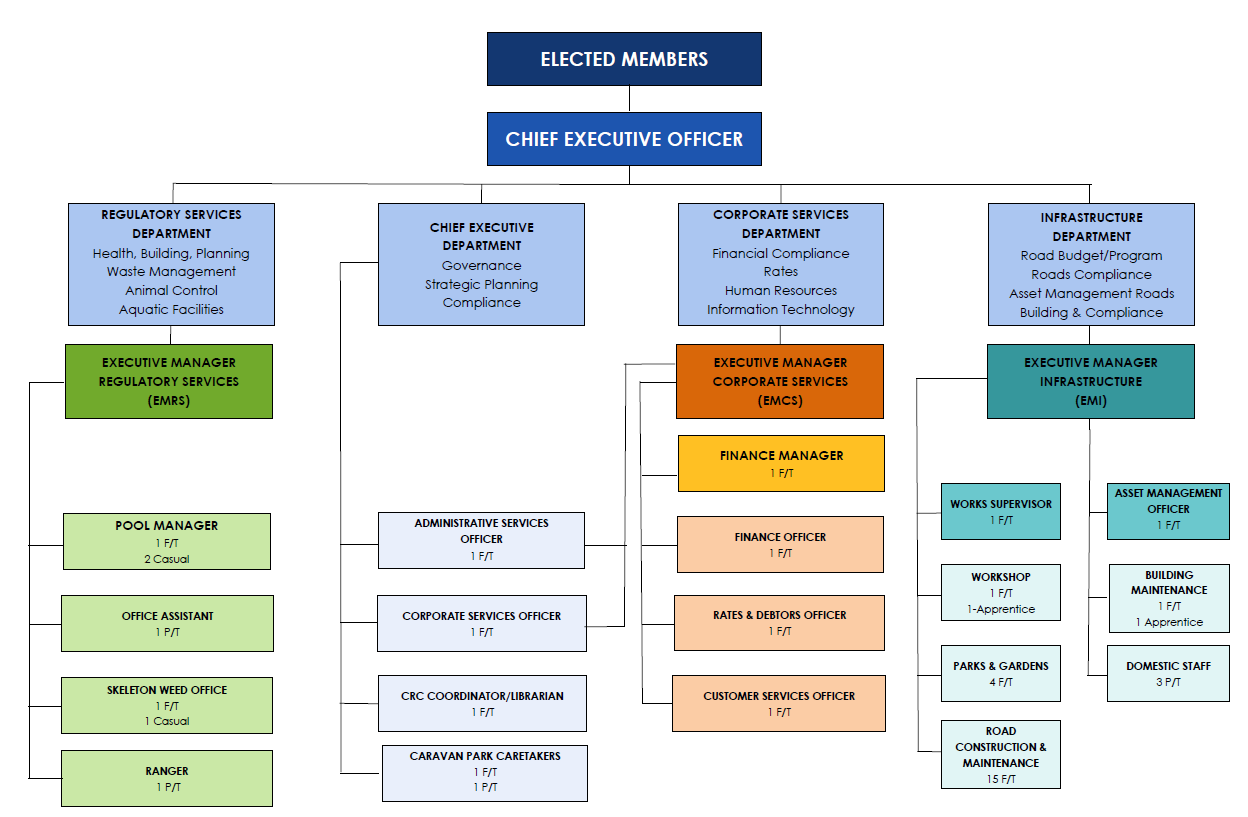 ELECTED MEMBERS
CHIEF EXECUTIVE OFFICER
REGULATORY SERVICES
DEPARTMENT
Health, Building, Planning
Waste Management
Animal Control
Aquatic Facilities
CHIEF EXECUTIVE
DEPARTMENT
Governance
Strategic Planning
Compliance
CORPORATE SERVICES
DEPARTMENT
Financial Compliance
Rates
Human Resources
Information Technology
INFRASTRUCTURE
DEPARTMENT
Road Budget/Program
Roads Compliance
Asset Management Roads
Building & Compliance
EXECUTIVE MANAGER
REGULATORY SERVICES
(EMRS)
EXECUTIVE MANAGER
CORPORATE SERVICES
(EMCS)
EXECUTIVE MANAGER
INFRASTRUCTURE
(EMI)
POOL MANAGER
1 F/T
2 Casual
OFFICE ASSISTANT
1 P/T
SKELETON WEED OFFICE
1 F/T
1 Casual
RANGER
1 P/T
ADMINISTRATIVE SERVICES
OFFICER
1 F/T
CORPORATE SERVICES OFFICER
1 F/T
CRC COORDINATOR/LIBRARIAN
1 F/T
CARAVAN PARK CARETAKERS
1 F/T
1 P/T
FINANCE MANAGER
1 F/T
FINANCE OFFICER
1 F/T
RATES & DEBTORS OFFICER
1 F/T
CUSTOMER SERVICES OFFICER
1 F/T
WORKS SUPERVISOR
1 F/T
WORKSHOP
1 F/T
1-Apprentice
PARKS & GARDENS
4 F/T
ROAD
CONSTRUCTION &
MAINTENANCE
15 F/T
ASSET MANAGEMENT
OFFICER
1 F/T
BUILDING
MAINTENANCE
1 F/T
1 Apprentice
DOMESTIC STAFF
3 P/T